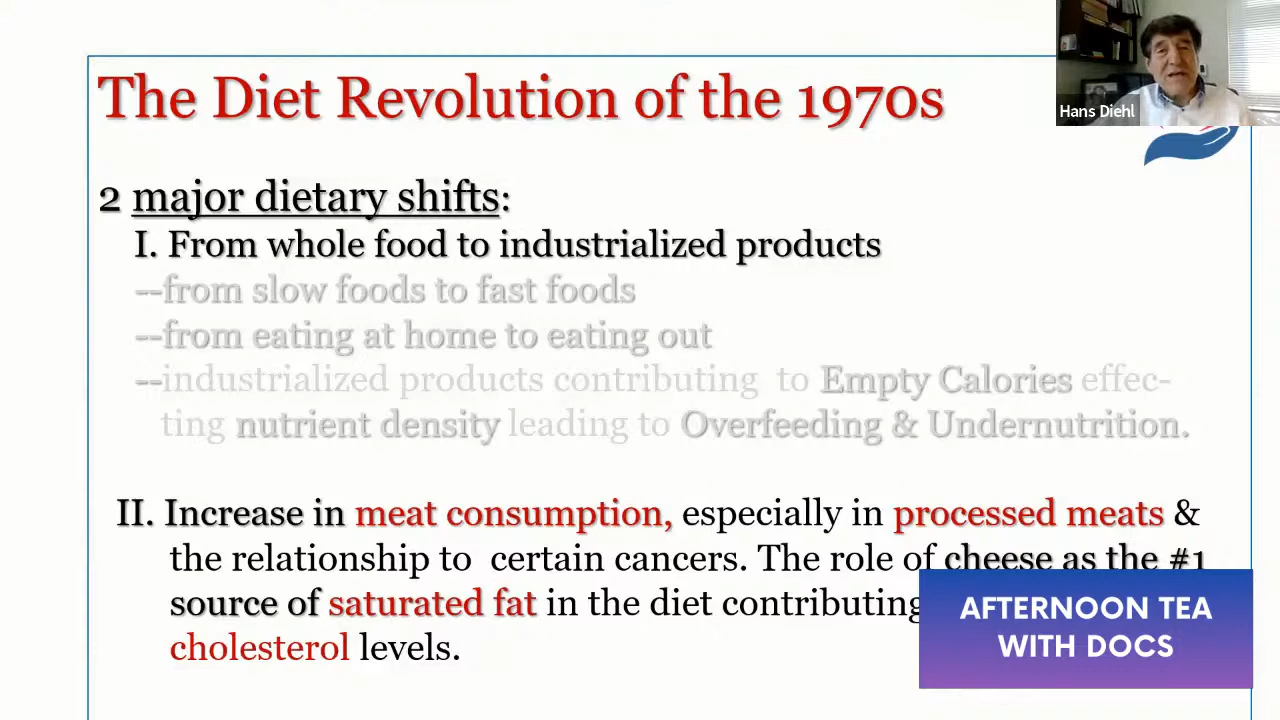 The Diet Revolution of the 1970s
Hans Diehl
2 major dietary shifts:
I. From whole food to industrialized products
--from slow foods to fast foods
--from eating at home to eating out
--industrialized products contributing to Empty Calories effec-
ting nutrient density leading to Overfeeding & Undernutrition.
II. Increase in meat consumption, especially in processed meats &
the relationship to certain cancers. The role of cheese as the #1
source of saturated fat in the diet contributing
cholesterol levels.
AFTERNOON TEA
WITH DOCS